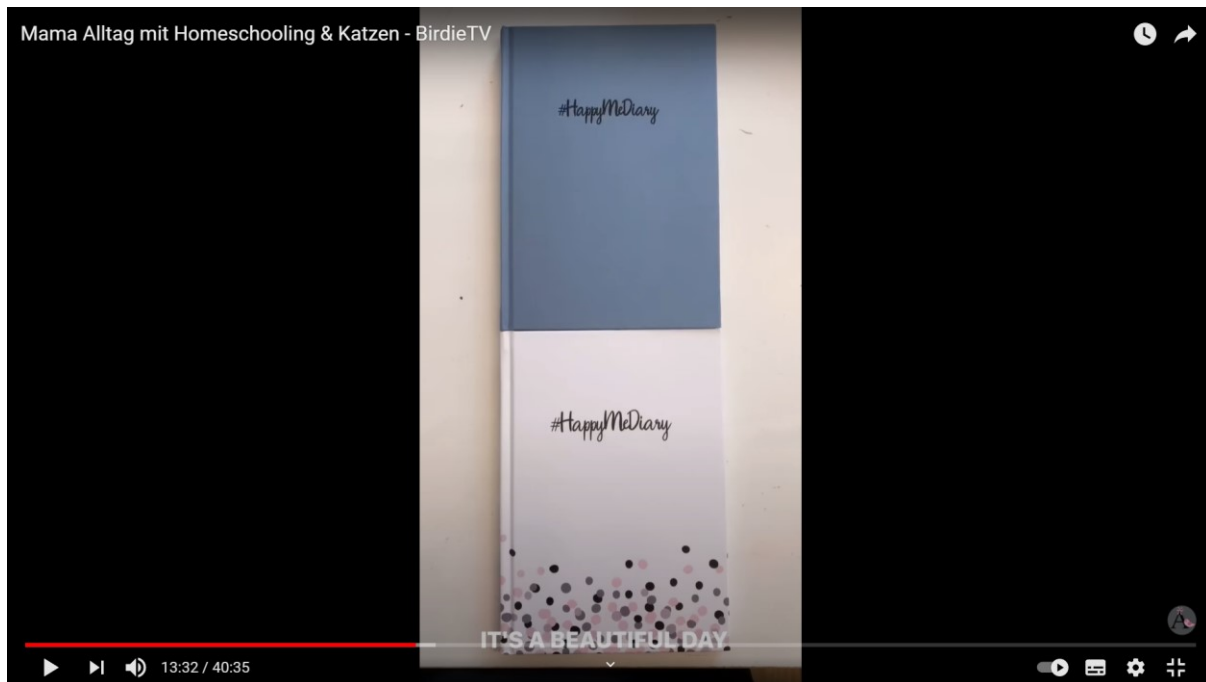 Mama Alltag mit Homeschooling & Katzen - BirdieTV
#HappyMeDiary
#HappyMeDiary
IT'S A BEAUTIFUL DAY
13:32 / 40:35